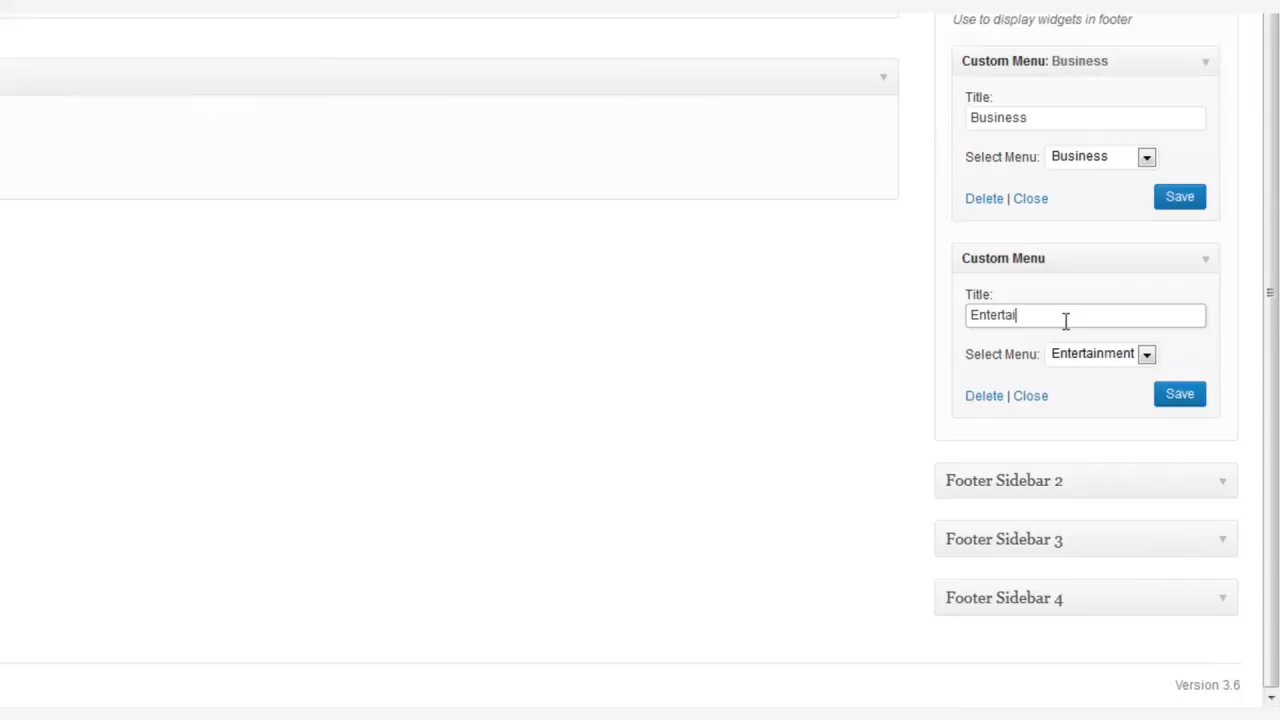 Use to display widgets in footer
Custom Menu: Business
Title:
Business
Select Menu: Business
Delete | Close Save
Custom Menu
Title:
Entertai
Select Menu: Entertainment
Delete | Close Save
Footer Sidebar 2
Footer Sidebar 3
Footer Sidebar 4
Version 3.6